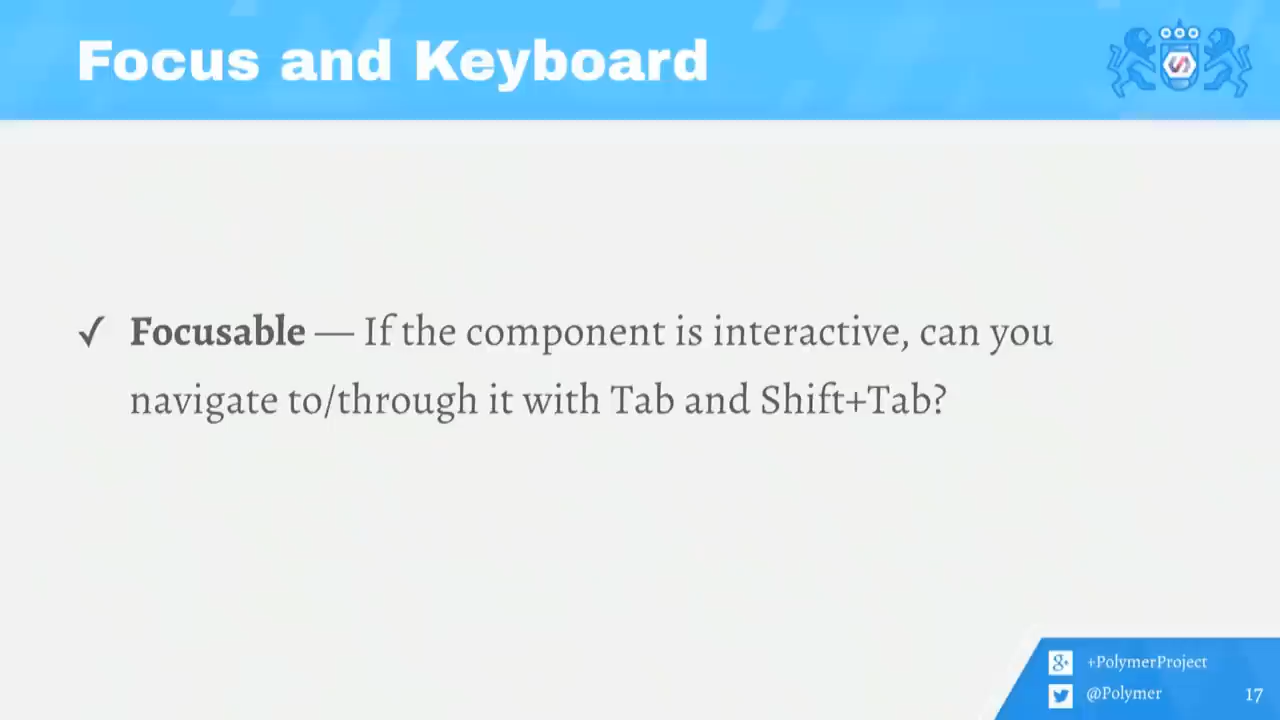 Focus and Keyboard
✓ Focusable — If the component is interactive, can you
navigate to/through it with Tab and Shift+Tab?
+PolymerProject
@Polymer
17